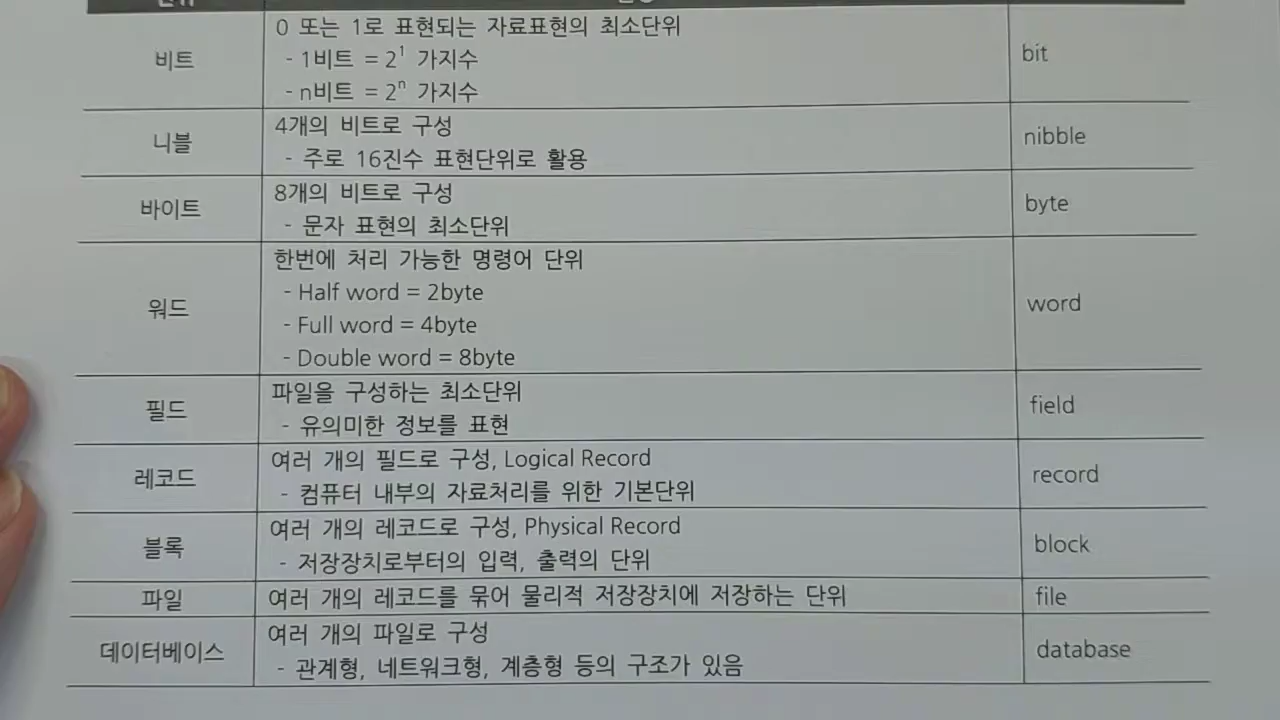 비트
0 또는 1로 표현되는 자료표현의 최소단위
- 1비트 = 2¹ 가지수
- n비트 = 2ⁿ 가지수
bit
니블
4개의 비트로 구성
- 주로 16진수 표현단위로 활용
nibble
바이트
8개의 비트로 구성
- 문자 표현의 최소단위
byte
워드
한번에 처리 가능한 명령어 단위
- Half word = 2byte
- Full word = 4byte
- Double word = 8byte
word
필드
파일을 구성하는 최소단위
- 유의미한 정보를 표현
field
레코드
여러 개의 필드로 구성, Logical Record
- 컴퓨터 내부의 자료처리를 위한 기본단위
record
블록
여러 개의 레코드로 구성, Physical Record
- 저장장치로부터의 입력, 출력의 단위
block
파일
여러 개의 레코드를 묶어 물리적 저장장치에 저장하는 단위
file
데이터베이스
여러 개의 파일로 구성
- 관계형, 네트워크형, 계층형 등의 구조가 있음
database